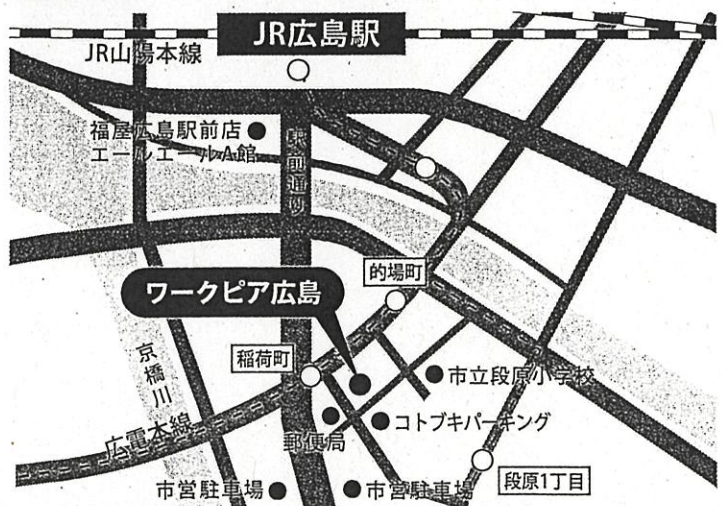 JR広島駅
JR山陽本線
福屋広島駅前店
エールエールA館
駅前通り
的場町
ワークピア広島
稲荷町
京橋川
市立段原小学校
広電本線
郵便局
コトブキパーキング
段原1丁目
市営駐車場
市営駐車場